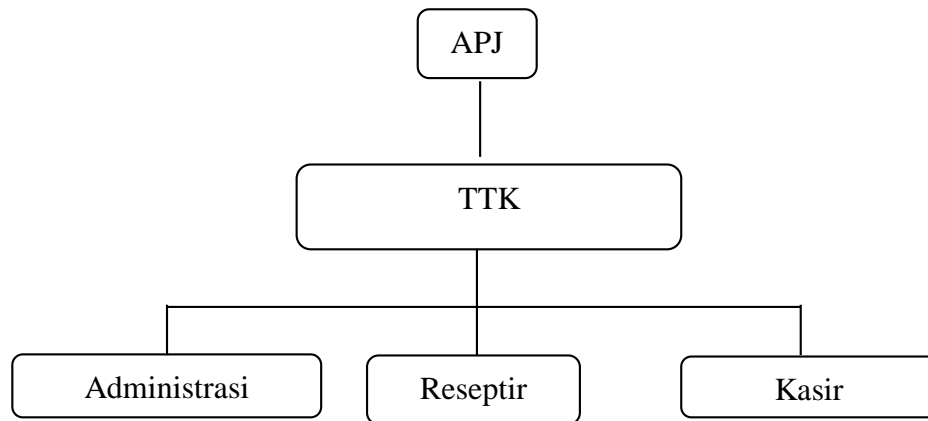 APJ
TTK
Administrasi
Reseptir
Kasir